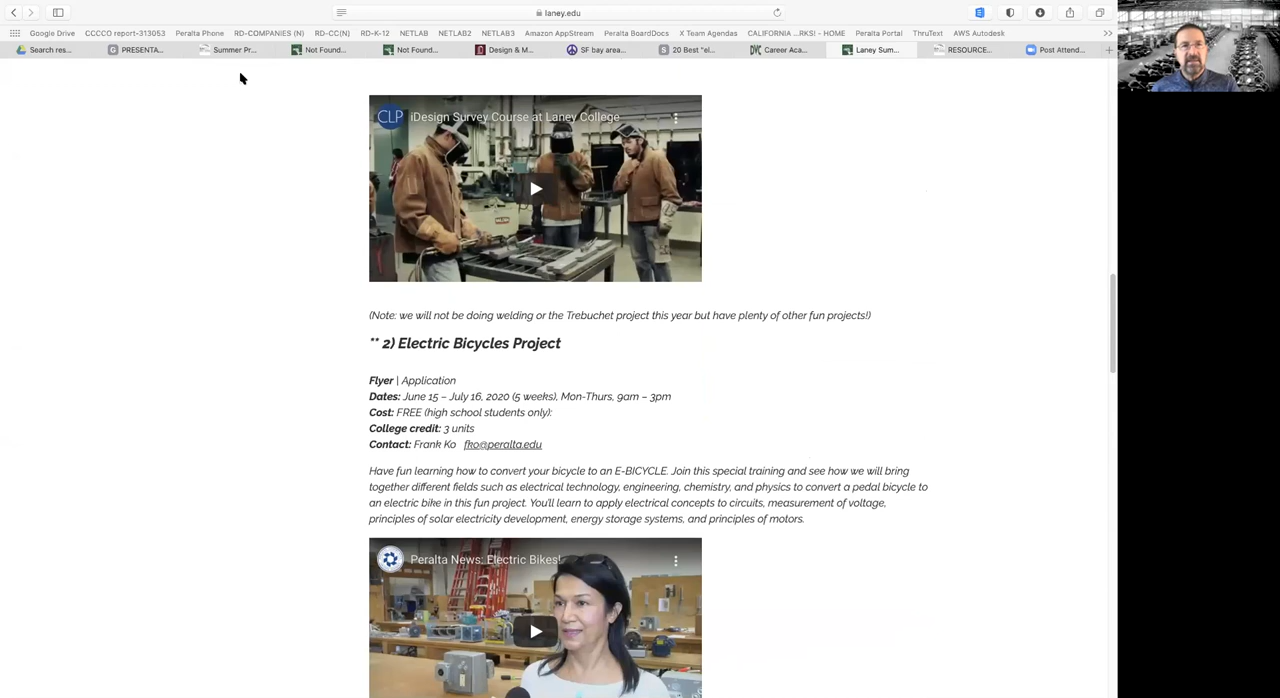 laney.edu
Google Drive CCCCO report-313053 Peralta Phone RD-COMPANIES (N) RD-CC(N) RD-K-12 NETLAB NETLAB2 NETLAB3 Amazon AppStream Peralta BoardDocs X Team Agendas CALIFORNIA ...RKS! - HOME Peralta Portal ThruText AWS Autodesk
Search res... PRESENTA... Summer Pr... Not Found... Not Found... Design & M... SF bay area... 20 Best "el... Career Aca... Laney Sum... RESOURCE... Post Attend...
CLP iDesign Survey Course at Laney College
(Note: we will not be doing welding or the Trebuchet project this year but have plenty of other fun projects!)
** 2) Electric Bicycles Project
Flyer | Application
Dates: June 15 – July 16, 2020 (5 weeks), Mon-Thurs, 9am – 3pm
Cost: FREE (high school students only):
College credit: 3 units
Contact: Frank Ko fko@peralta.edu
Have fun learning how to convert your bicycle to an E-BICYCLE. Join this special training and see how we will bring
together different fields such as electrical technology, engineering, chemistry, and physics to convert a pedal bicycle to
an electric bike in this fun project. You'll learn to apply electrical concepts to circuits, measurement of voltage,
principles of solar electricity development, energy storage systems, and principles of motors.
Peralta News: Electric Bikes!